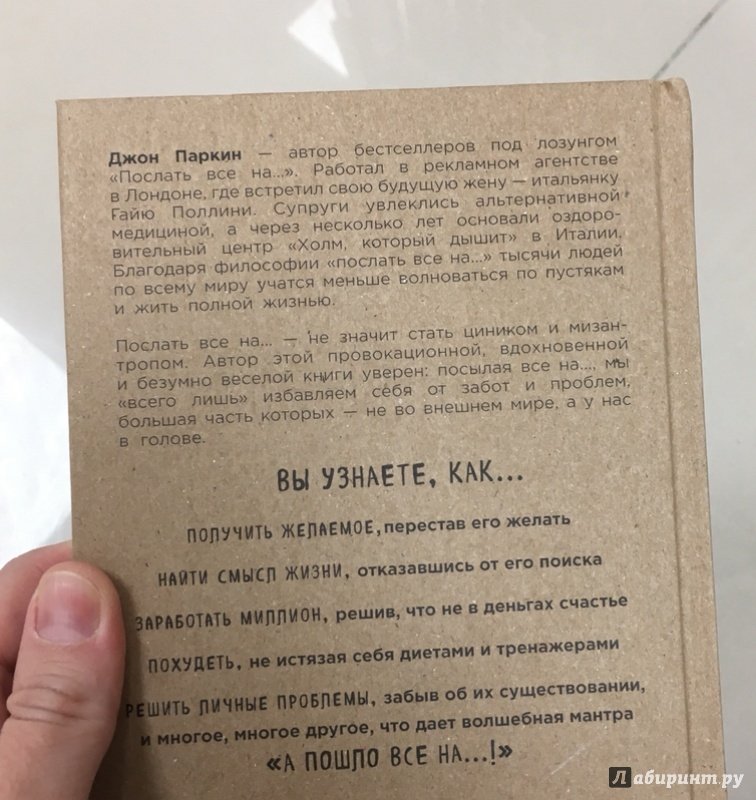 Джон Паркин — автор бестселлеров под лозунгом
«Послать все на...». Работал в рекламном агентстве
в Лондоне, где встретил свою будущую жену — итальянку
Гайю Поллини. Супруги увлеклись альтернативной
медициной, а через несколько лет основали оздоро-
вительный центр «Холм, который дышит» в Италии.
Благодаря философии «послать все на...» тысячи людей
по всему миру учатся меньше волноваться по пустякам
и жить полной жизнью.
Послать все на... — не значит стать циником и мизан-
тропом. Автор этой провокационной, вдохновенной
и безумно веселой книги уверен: посылая все на..., мы
«всего лишь» избавляем себя от забот и проблем,
большая часть которых — не во внешнем мире, а у нас
в голове.
ВЫ УЗНАЕТЕ, КАК...
ПОЛУЧИТЬ ЖЕЛАЕМОЕ, перестав его желать
НАЙТИ СМЫСЛ ЖИЗНИ, отказавшись от его поиска
ЗАРАБОТАТЬ МИЛЛИОН, решив, что не в деньгах счастье
ПОХУДЕТЬ, не истязая себя диетами и тренажерами
РЕШИТЬ ЛИЧНЫЕ ПРОБЛЕМЫ, забыв об их существовании,
и многое, многое другое, что дает волшебная мантра
«А ПОШЛО ВСЕ НА...!»
Лабиринт.ру